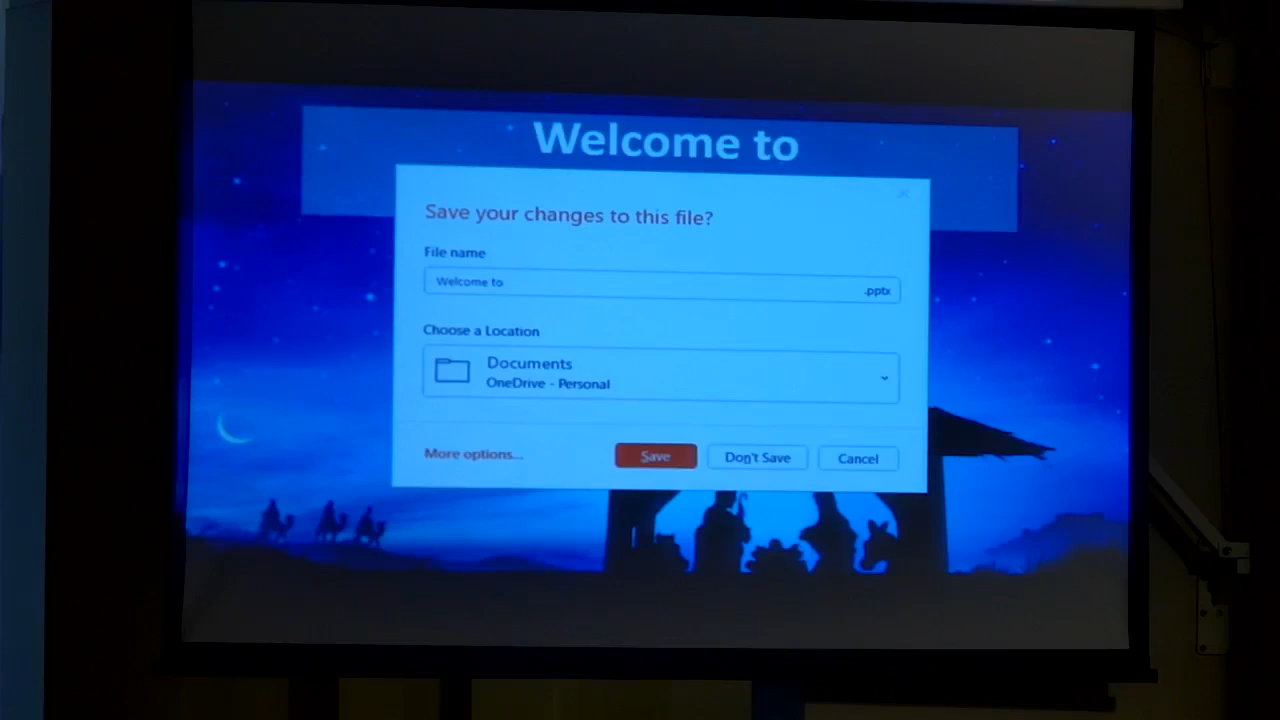 Welcome to
Save your changes to this file?
File name
Welcome to
.pptx
Choose a Location
Documents
OneDrive - Personal
More options...
Save
Don't Save
Cancel